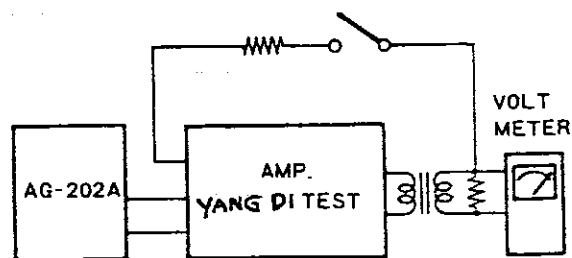 VOLT
METER
AG-202A
AMP.
YANG DI TEST